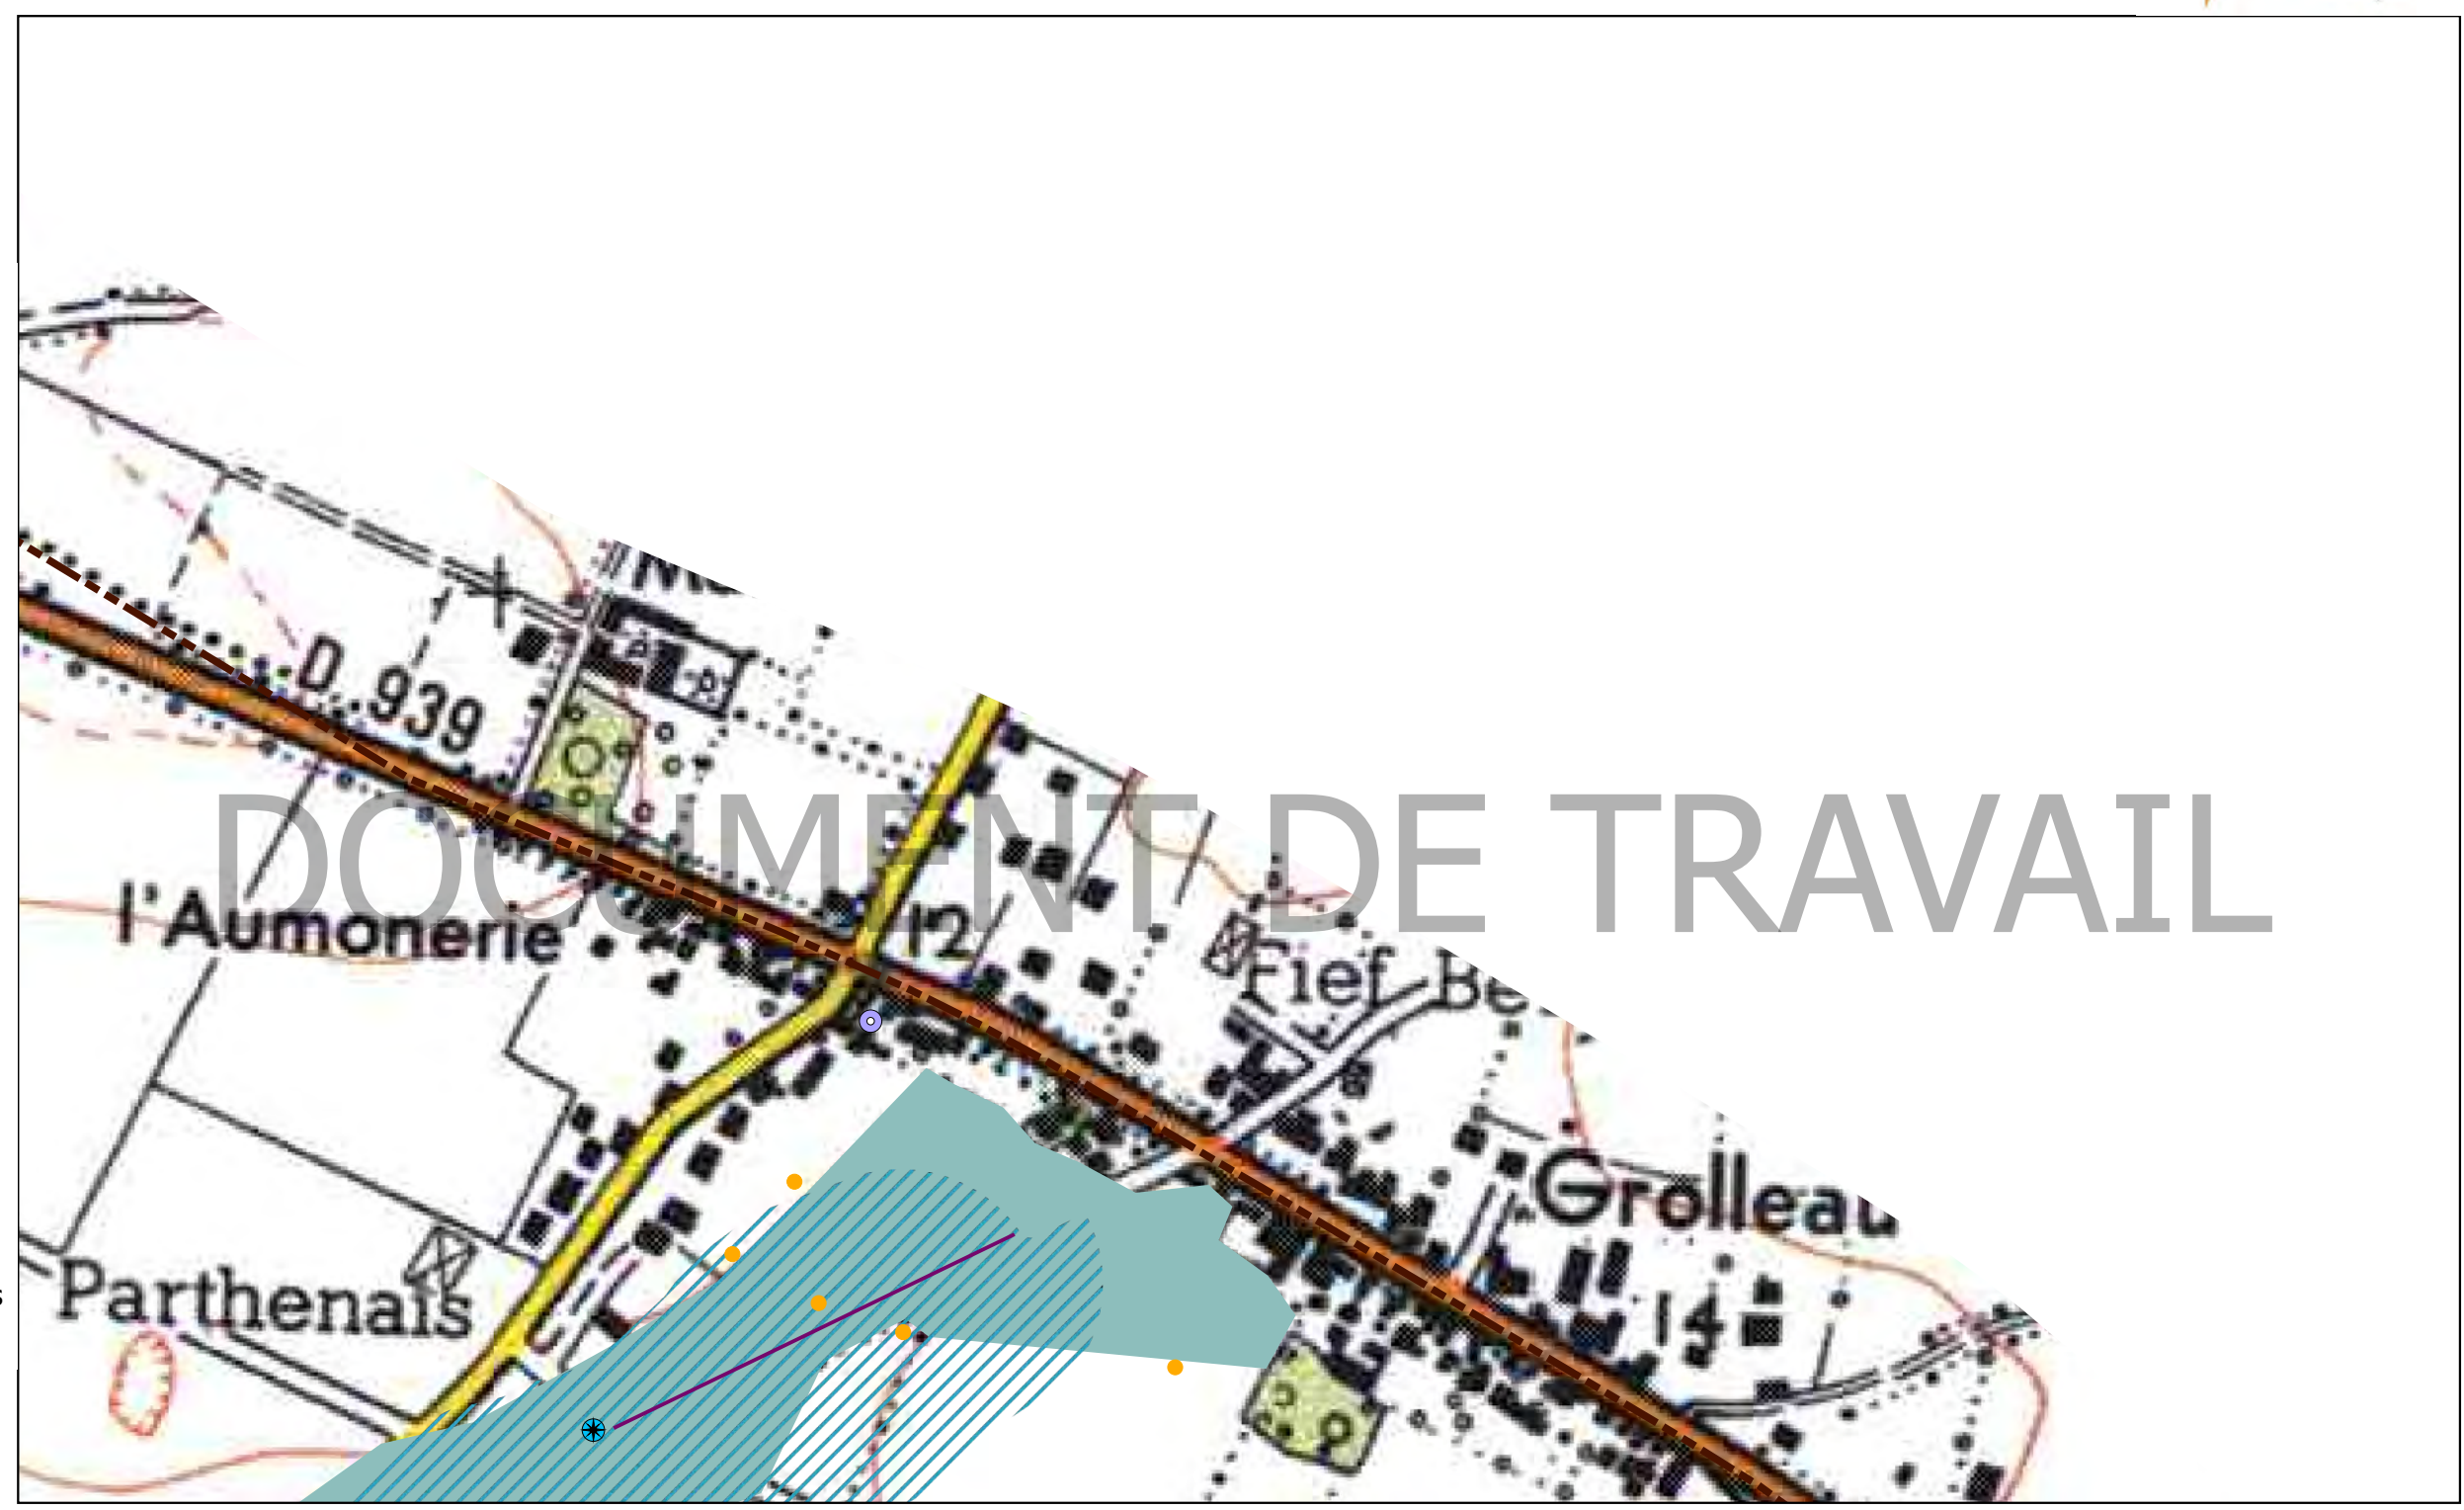 D. 939
DOCUMENT DE TRAVAIL
l'Aumonerie
12
Fief Be
Grolleau
Parthenais
14